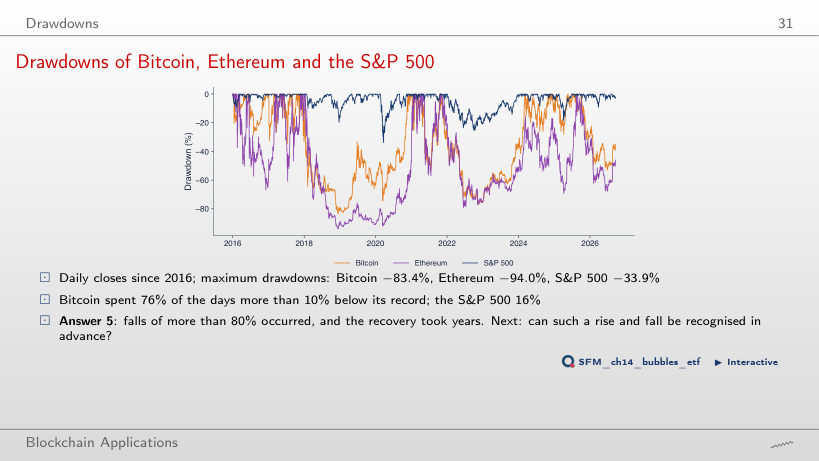 Drawdowns 31
Drawdowns of Bitcoin, Ethereum and the S&P 500
Drawdown (%)
0
−20
−40
−60
−80
2016 2018 2020 2022 2024 2026
Bitcoin Ethereum S&P 500
Daily closes since 2016; maximum drawdowns: Bitcoin −83.4%, Ethereum −94.0%, S&P 500 −33.9%
Bitcoin spent 76% of the days more than 10% below its record; the S&P 500 16%
Answer 5: falls of more than 80% occurred, and the recovery took years. Next: can such a rise and fall be recognised in
advance?
SFM_ch14_bubbles_etf ▶ Interactive
Blockchain Applications